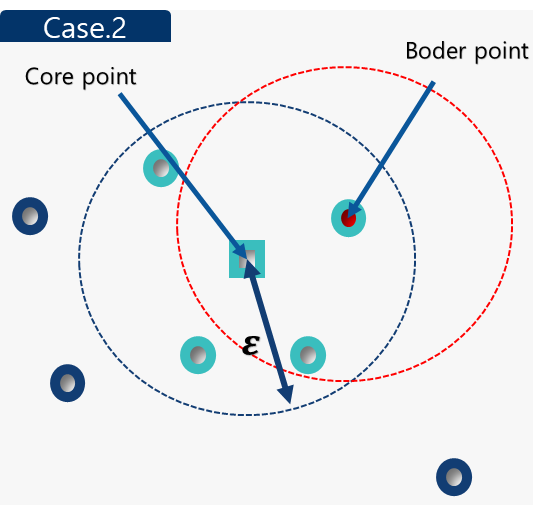 Case.2
Boder point
Core point
ε